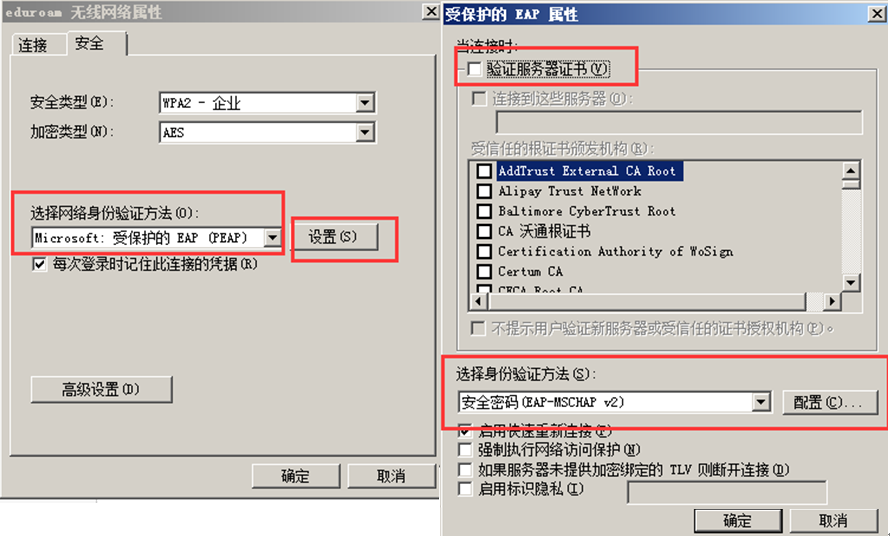 eduroam 无线网络属性
连接
安全
安全类型(E):
WPA2 - 企业
加密类型(N):
AES
选择网络身份验证方法(O):
Microsoft: 受保护的 EAP (PEAP)
设置(S)
每次登录时记住此连接的凭据(R)
高级设置(D)
确定
取消
受保护的 EAP 属性
当连接时:
验证服务器证书(V)
连接到这些服务器(O):
受信任的根证书颁发机构(R):
AddTrust External CA Root
Alipay Trust NetWork
Baltimore CyberTrust Root
CA 沃通根证书
Certification Authority of WoSign
Certum CA
CFCA Root CA
不提示用户验证新服务器或受信任的证书授权机构(P)。
选择身份验证方法(S):
安全密码(EAP-MSCHAP v2)
配置(C)...
启用快速重新连接(F)
强制执行网络访问保护(N)
如果服务器未提供加密绑定的 TLV 则断开连接(D)
启用标识隐私(I)
确定
取消